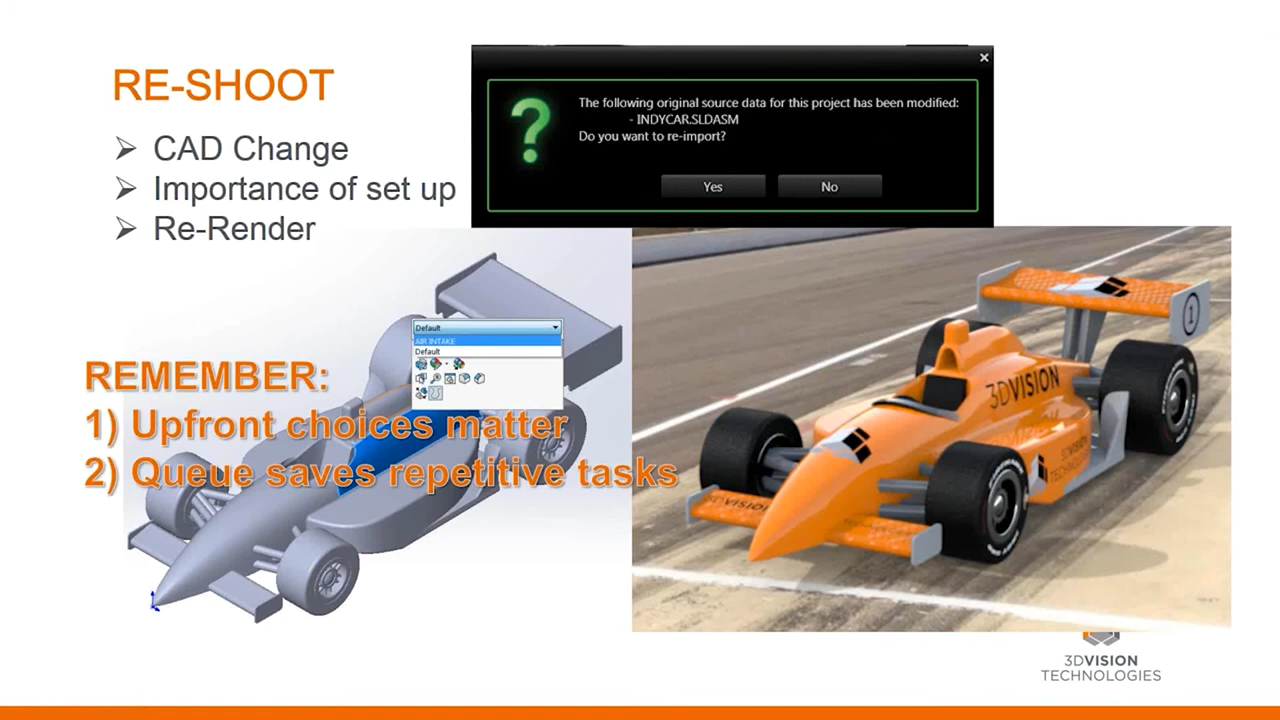 RE-SHOOT
➢ CAD Change
➢ Importance of set up
➢ Re-Render
The following original source data for this project has been modified:
- INDYCAR.SLDASM
Do you want to re-import?
Yes
No
Default
AIR INTAKE
Default
REMEMBER:
1) Upfront choices matter
2) Queue saves repetitive tasks
1
3DVISION
3DVISION
TECHNOLOGIES
3DVISION
TECHNOLOGIES